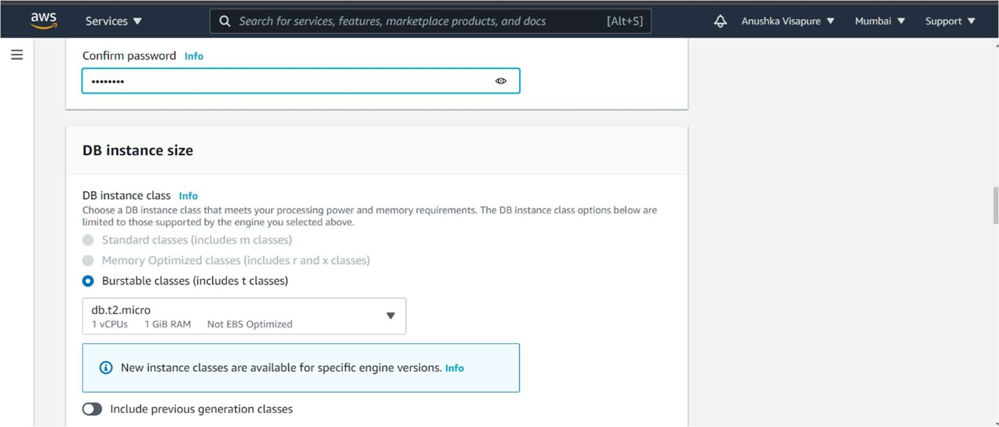 aws Services Search for services, features, marketplace products, and docs [Alt+S] Anushka Visapure Mumbai Support
Confirm password Info
••••••••
DB instance size
DB instance class Info
Choose a DB instance class that meets your processing power and memory requirements. The DB instance class options below are
limited to those supported by the engine you selected above.
Standard classes (includes m classes)
Memory Optimized classes (includes r and x classes)
Burstable classes (includes t classes)
db.t2.micro
1 vCPUs 1 GiB RAM Not EBS Optimized
New instance classes are available for specific engine versions. Info
Include previous generation classes